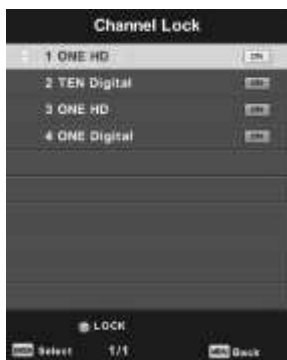 Channel Lock
1 ONE HD
2 TEN Digital
3 ONE HD
4 ONE Digital
LOCK
Select 1/1 MENU Back